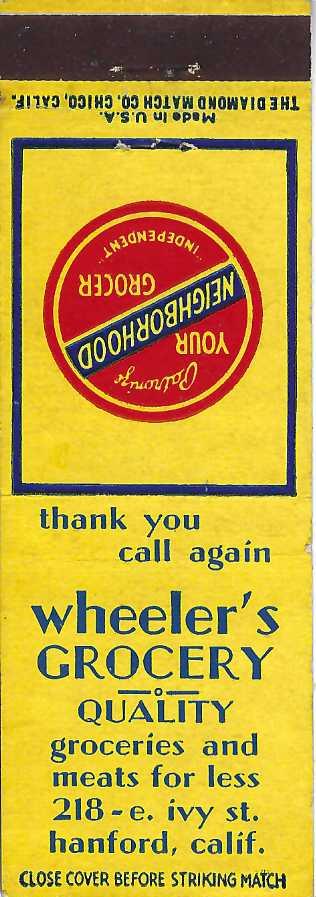 Made in U.S.A.
THE DIAMOND MATCH CO. CHICO, CALIF.
Patronize
YOUR
NEIGHBORHOOD
GROCER
"INDEPENDENT"
thank you
call again
wheeler's
GROCERY
QUALITY
groceries and
meats for less
218 - e. ivy st.
hanford, calif.
CLOSE COVER BEFORE STRIKING MATCH